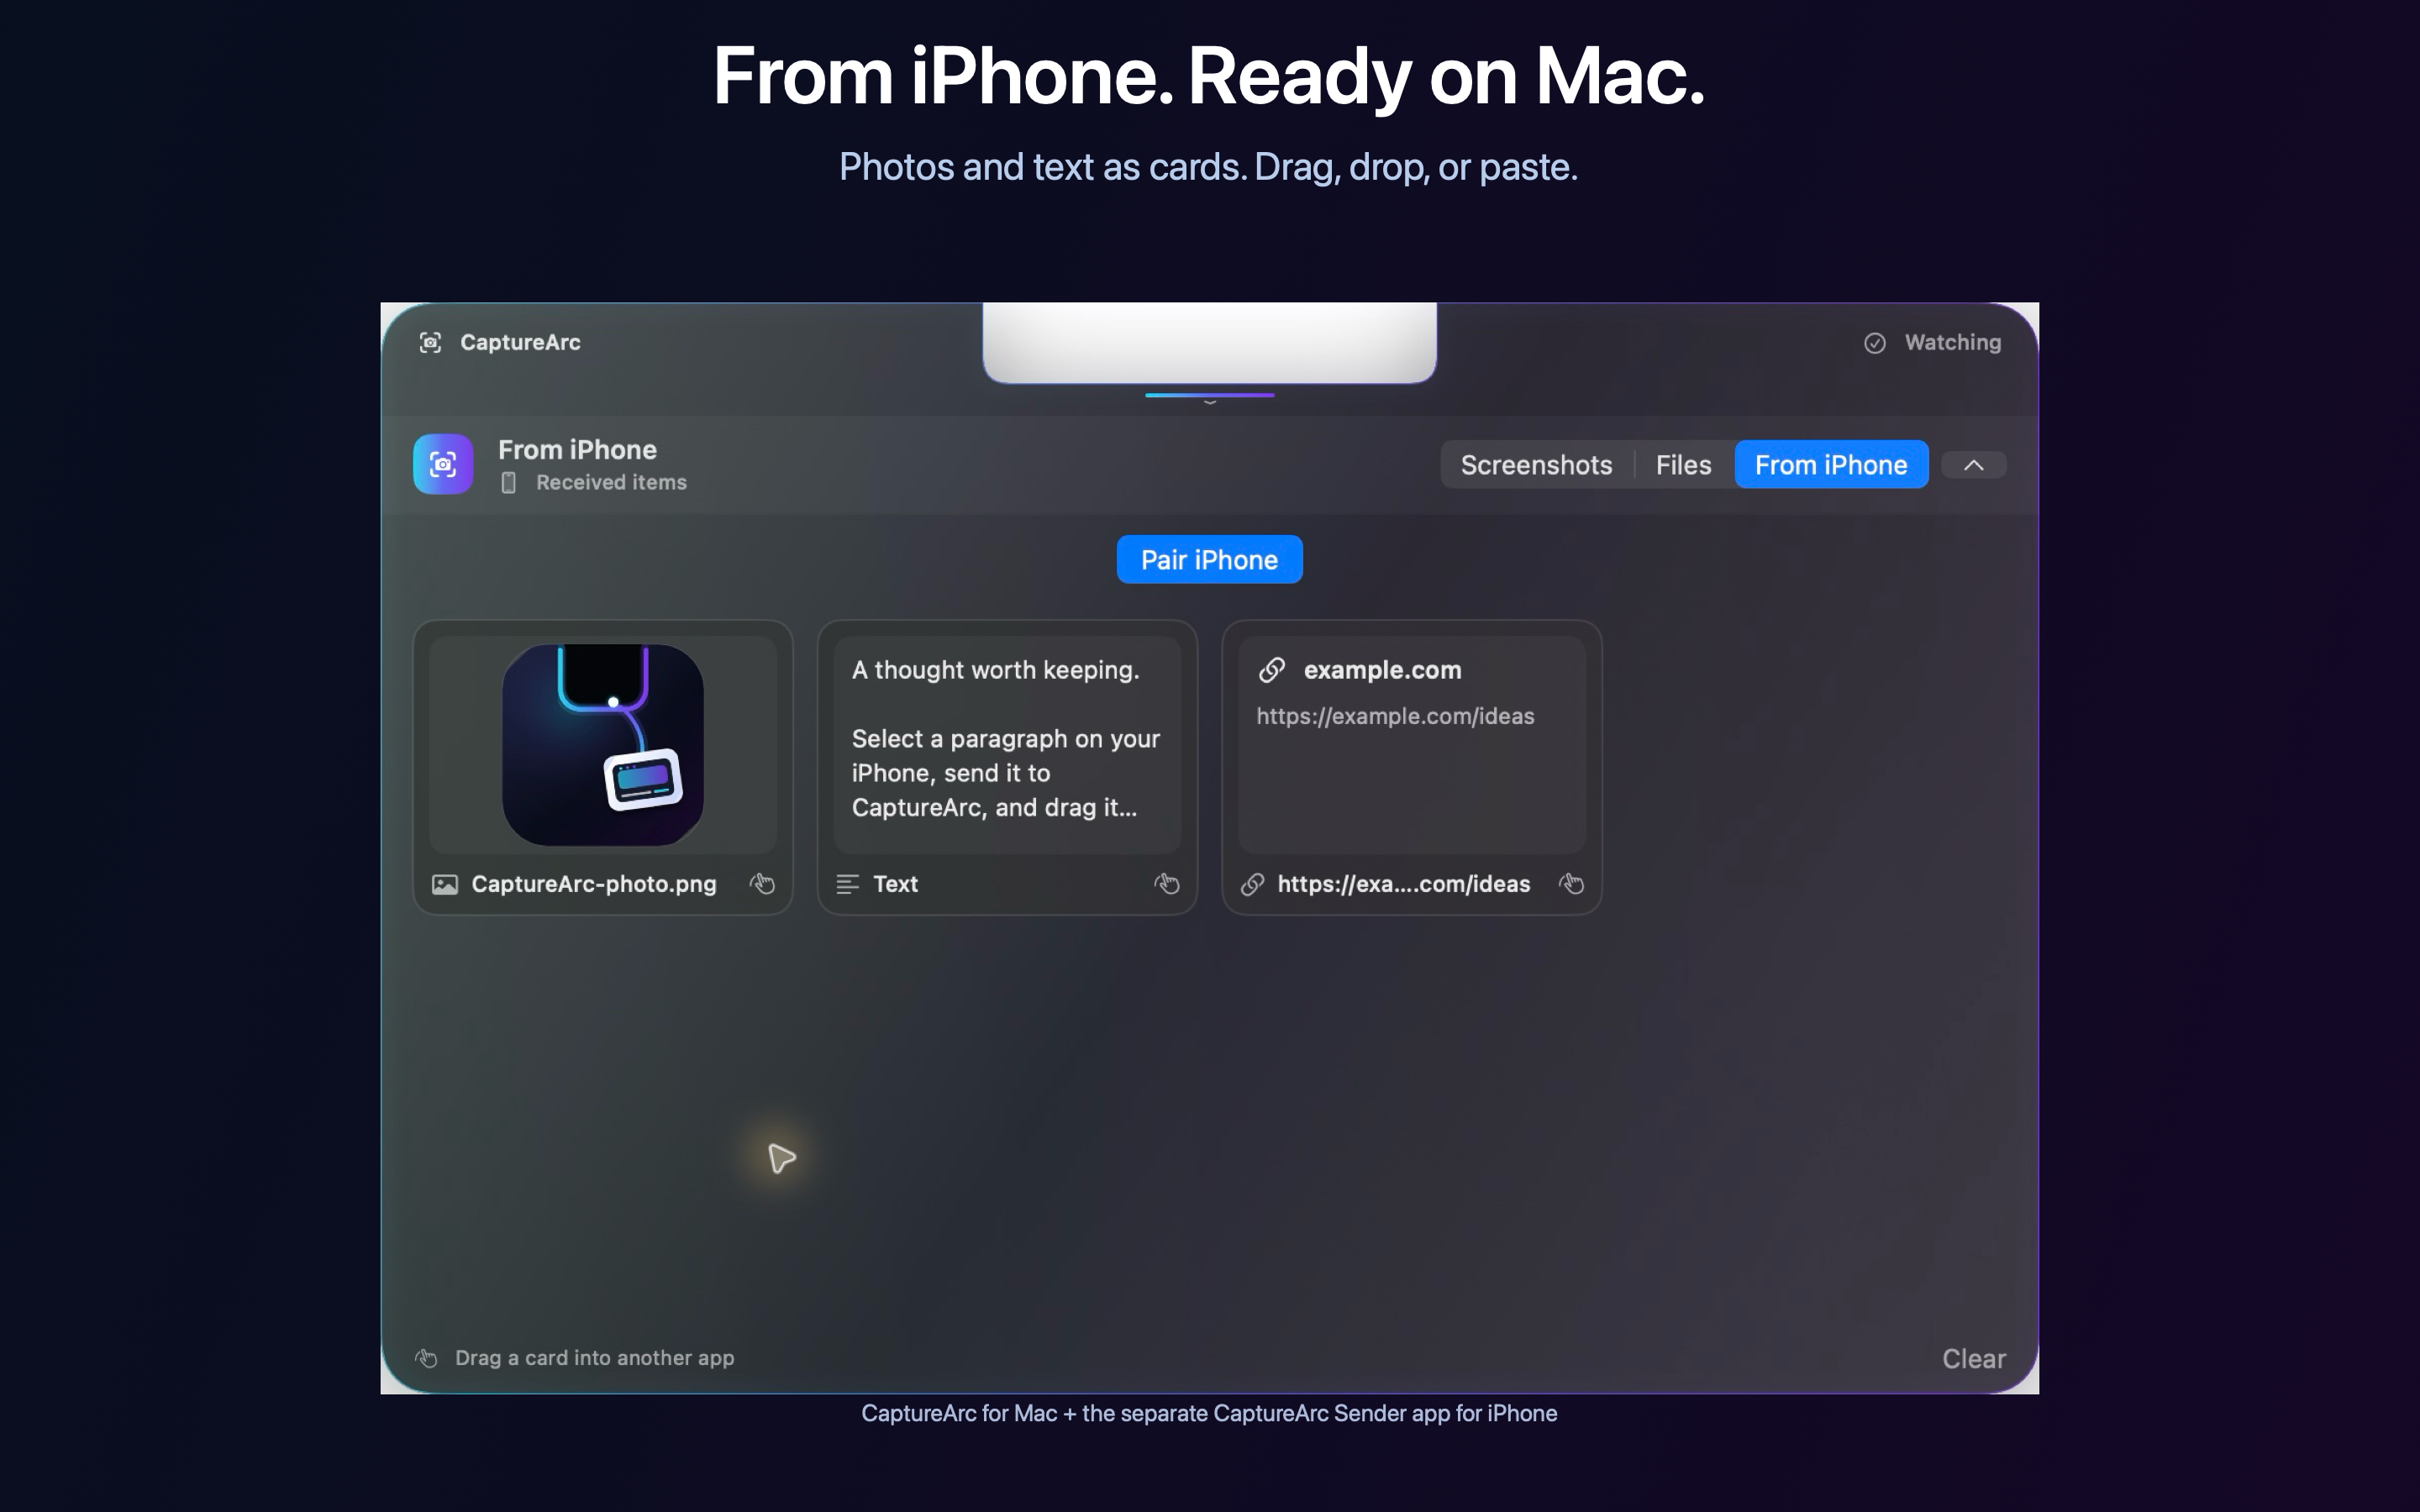 From iPhone. Ready on Mac.
Photos and text as cards. Drag, drop, or paste.
CaptureArc
Watching
From iPhone
Received items
Screenshots
Files
From iPhone
Pair iPhone
CaptureArc-photo.png
A thought worth keeping.
Select a paragraph on your
iPhone, send it to
CaptureArc, and drag it...
Text
example.com
https://example.com/ideas
https://exa....com/ideas
Drag a card into another app
Clear
CaptureArc for Mac + the separate CaptureArc Sender app for iPhone